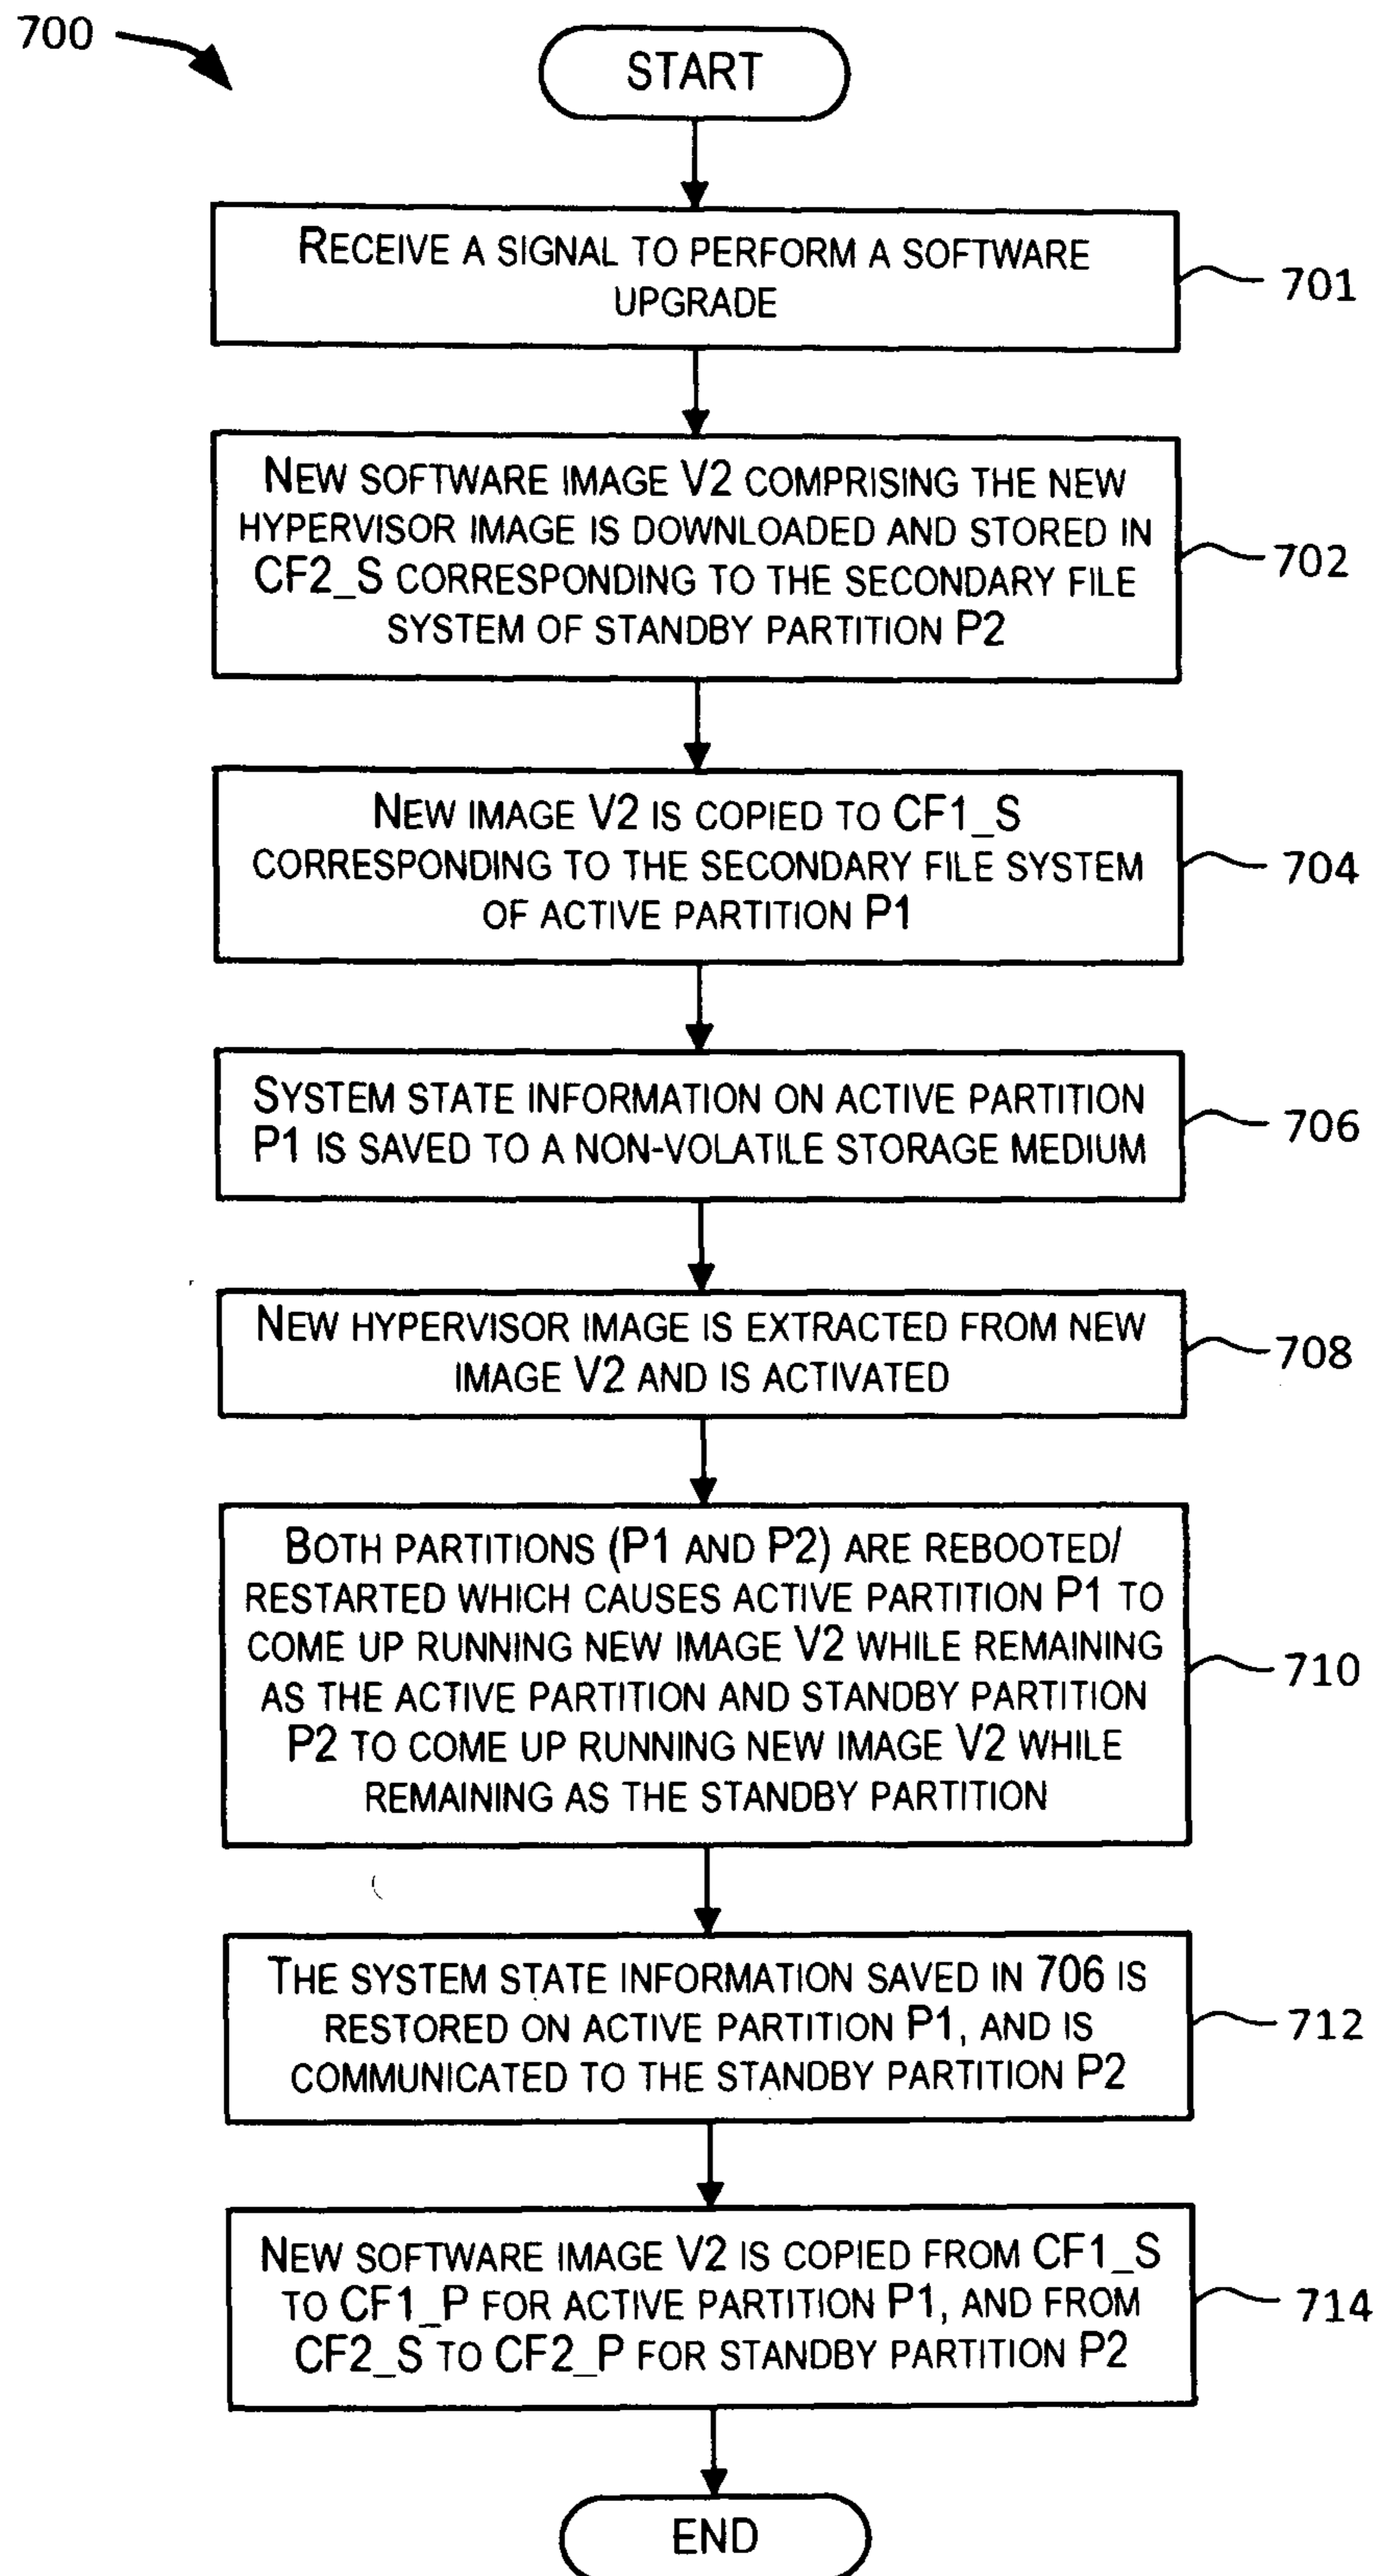 700
START
RECEIVE A SIGNAL TO PERFORM A SOFTWARE
UPGRADE
701
NEW SOFTWARE IMAGE V2 COMPRISING THE NEW
HYPERVISOR IMAGE IS DOWNLOADED AND STORED IN
CF2_S CORRESPONDING TO THE SECONDARY FILE
SYSTEM OF STANDBY PARTITION P2
702
NEW IMAGE V2 IS COPIED TO CF1_S
CORRESPONDING TO THE SECONDARY FILE SYSTEM
OF ACTIVE PARTITION P1
704
SYSTEM STATE INFORMATION ON ACTIVE PARTITION
P1 IS SAVED TO A NON-VOLATILE STORAGE MEDIUM
706
NEW HYPERVISOR IMAGE IS EXTRACTED FROM NEW
IMAGE V2 AND IS ACTIVATED
708
BOTH PARTITIONS (P1 AND P2) ARE REBOOTED/
RESTARTED WHICH CAUSES ACTIVE PARTITION P1 TO
COME UP RUNNING NEW IMAGE V2 WHILE REMAINING
AS THE ACTIVE PARTITION AND STANDBY PARTITION
P2 TO COME UP RUNNING NEW IMAGE V2 WHILE
REMAINING AS THE STANDBY PARTITION
710
THE SYSTEM STATE INFORMATION SAVED IN 706 IS
RESTORED ON ACTIVE PARTITION P1, AND IS
COMMUNICATED TO THE STANDBY PARTITION P2
712
NEW SOFTWARE IMAGE V2 IS COPIED FROM CF1_S
TO CF1_P FOR ACTIVE PARTITION P1, AND FROM
CF2_S TO CF2_P FOR STANDBY PARTITION P2
714
END